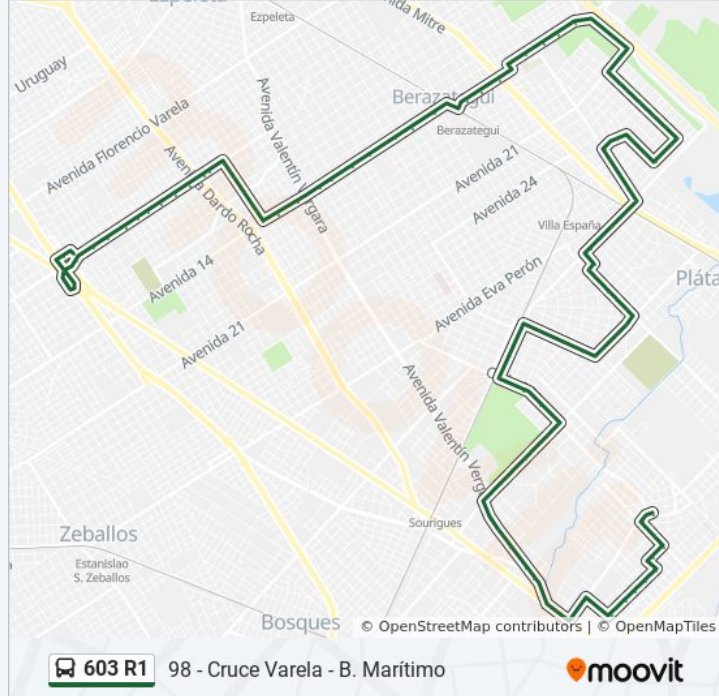 Ezpeleta
Ezpeleta
Avenida Mitre
Uruguay
Berazategui
Avenida Florencio Varela
Avenida Valentín Vergara
Berazategui
Avenida 21
Avenida Dardo Rocha
Avenida 24
Villa España
Avenida 14
Pláta
Avenida Eva Perón
Avenida 21
Avenida Valentín Verg
Sourigues
Zeballos
Estanislao
S. Zeballos
Bosques
© OpenStreetMap contributors | © OpenMapTiles
603 R1 98 - Cruce Varela - B. Marítimo
moovit